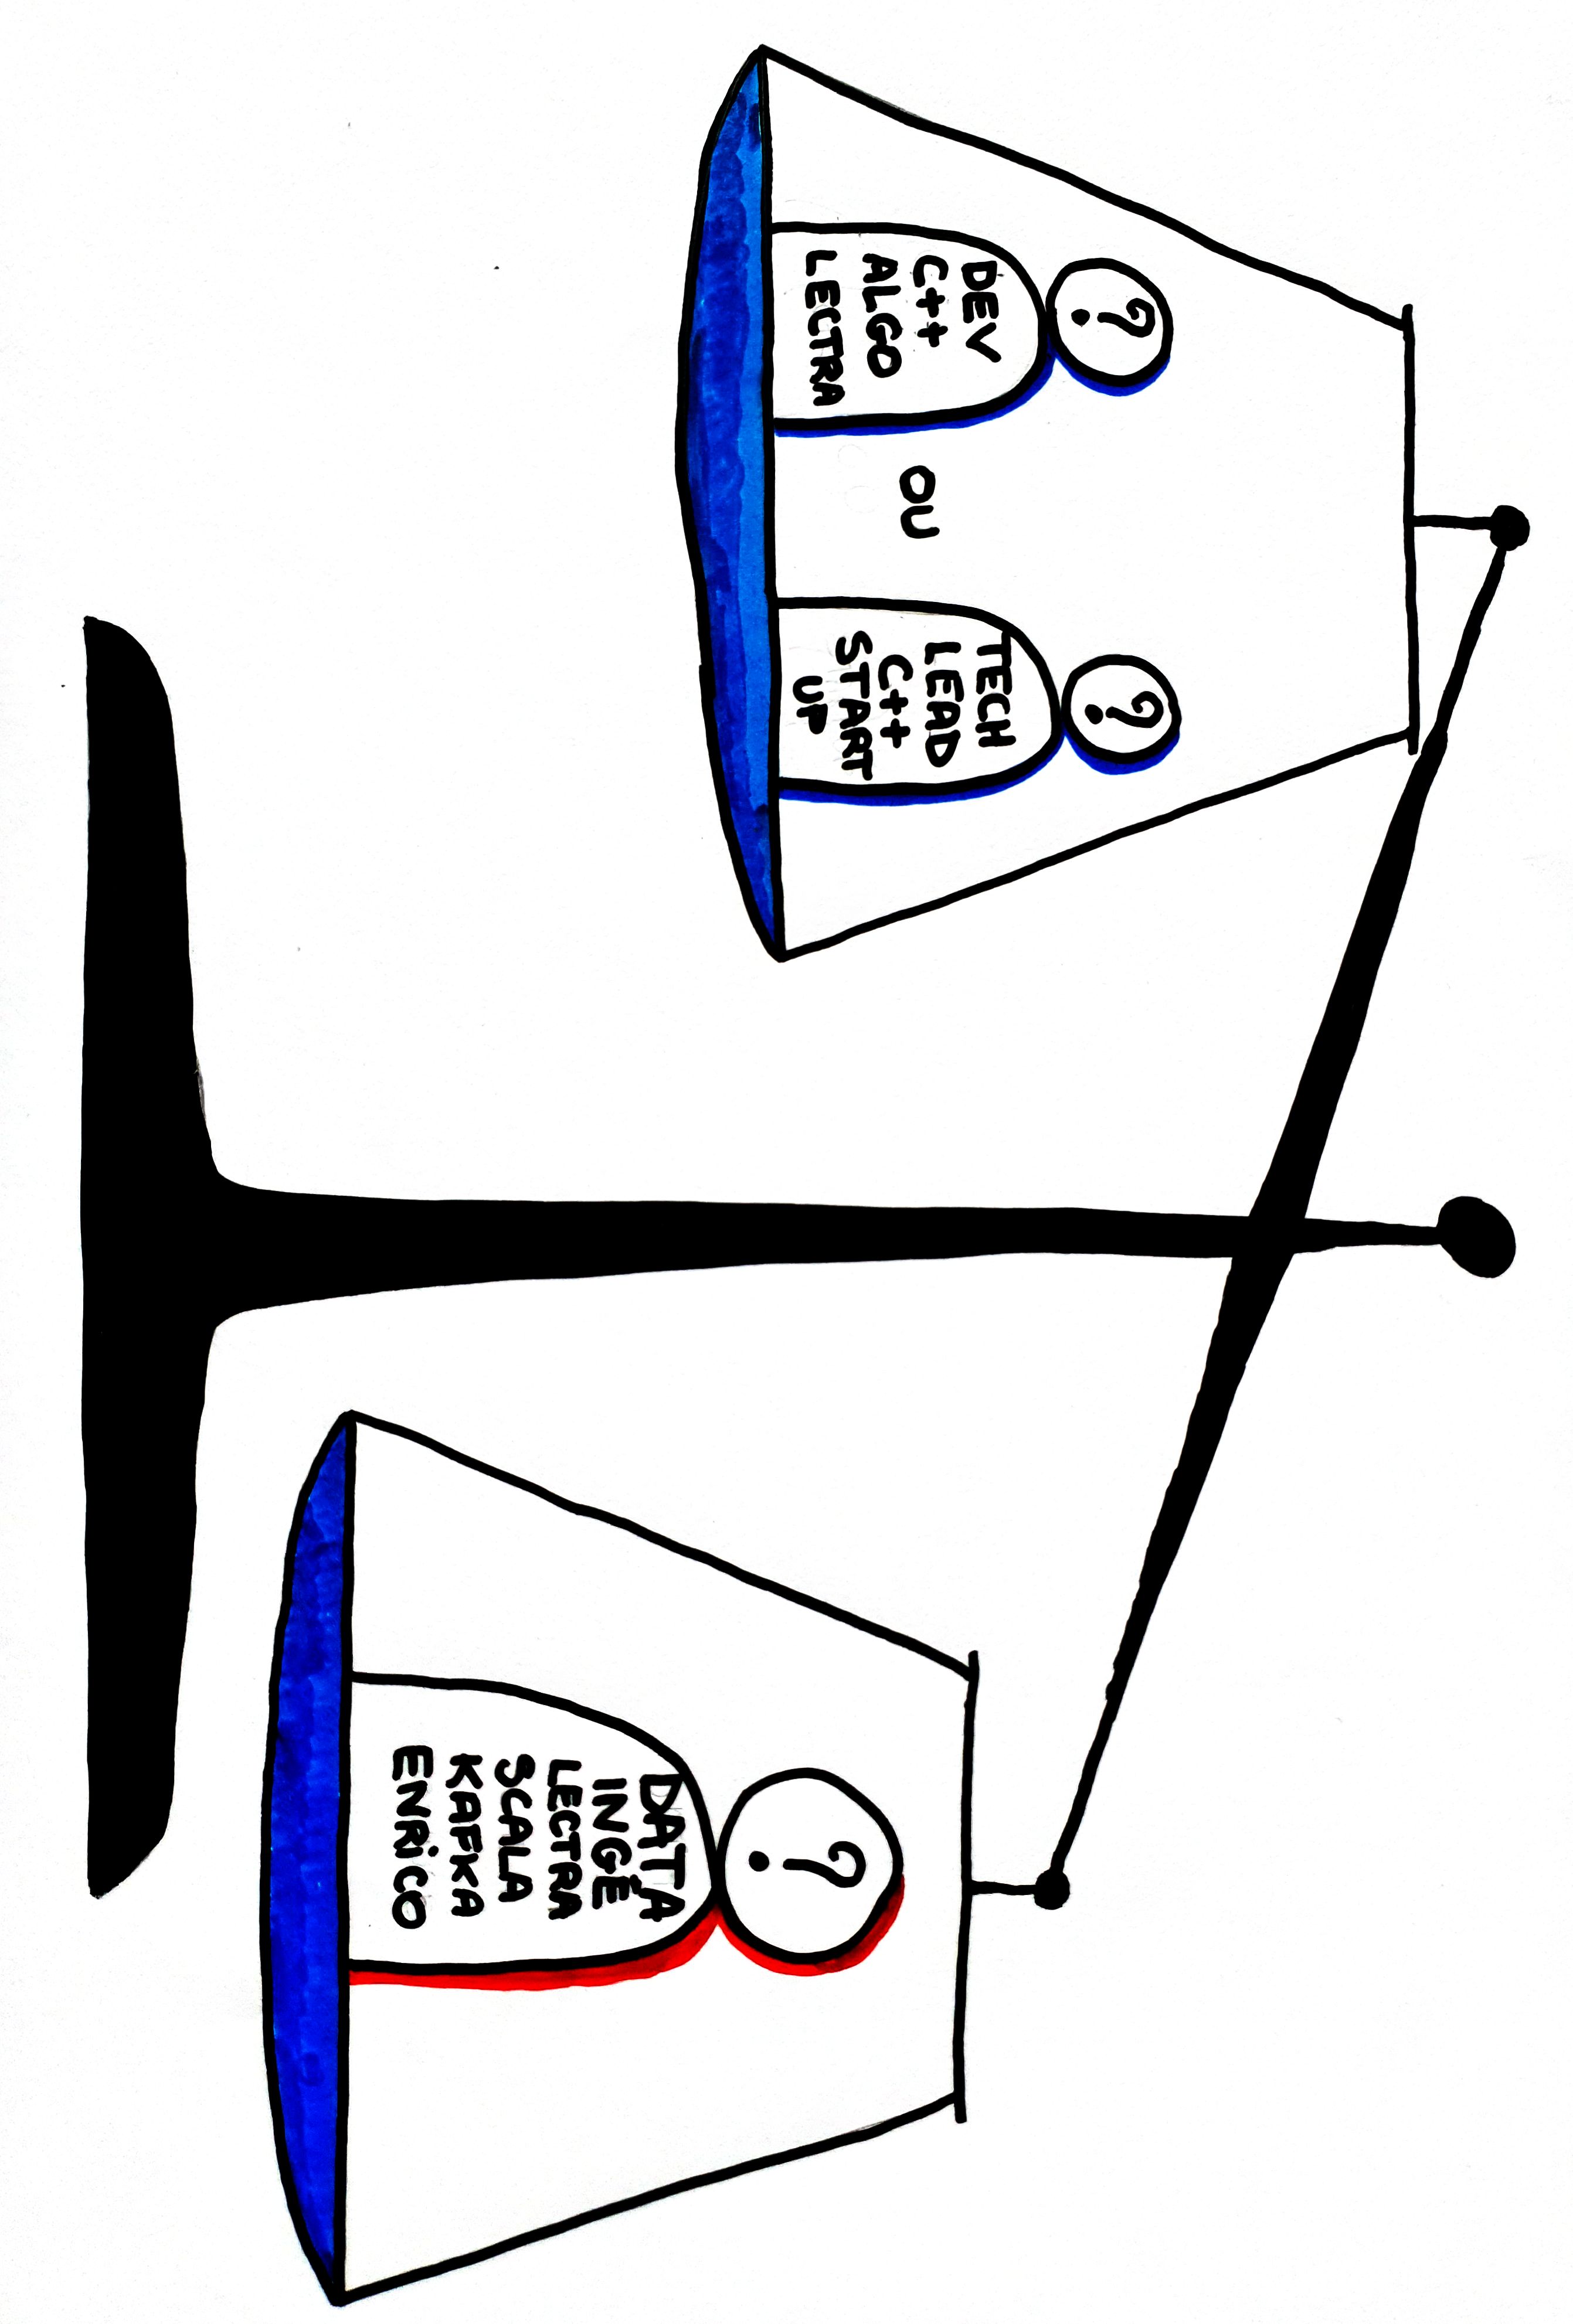 ?
DEV
C++
ALGO
LECTRA
OU
?
TECH
LEAD
C++
START
UP
?
DATA
INGÉ
LECTRA
SCALA
KAFKA
ENRiCO